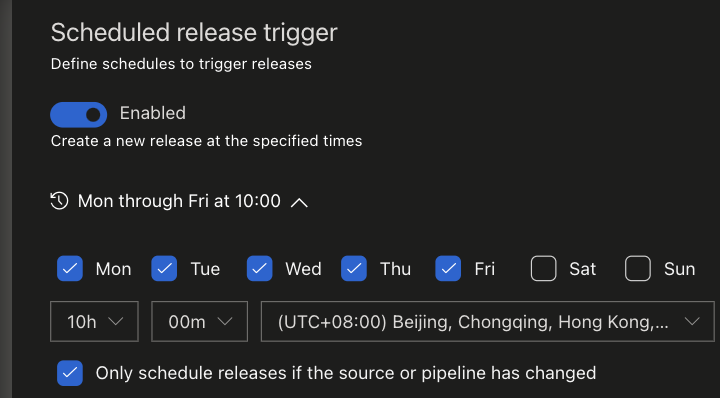 Scheduled release trigger
Define schedules to trigger releases
Enabled
Create a new release at the specified times
Mon through Fri at 10:00
Mon Tue Wed Thu Fri Sat Sun
10h 00m (UTC+08:00) Beijing, Chongqing, Hong Kong,...
Only schedule releases if the source or pipeline has changed